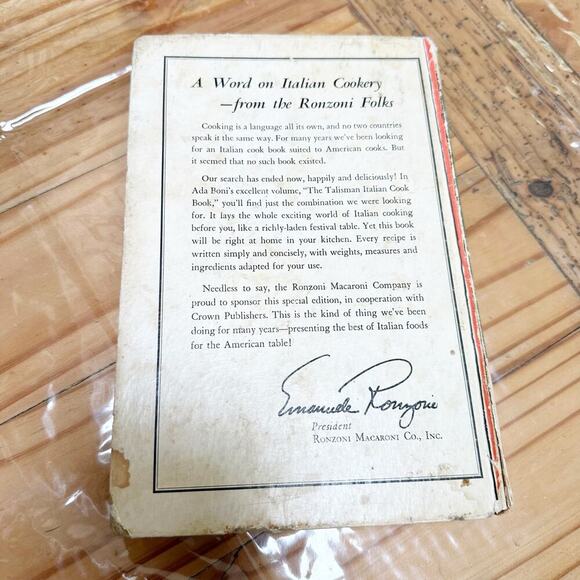 A Word on Italian Cookery
—from the Ronzoni Folks
Cooking is a language all its own, and no two countries
speak it the same way. For many years we've been looking
for an Italian cook book suited to American cooks. But
it seemed that no such book existed.
Our search has ended now, happily and deliciously! In
Ada Boni's excellent volume, "The Talisman Italian Cook
Book," you'll find just the combination we were looking
for. It lays the whole exciting world of Italian cooking
before you, like a richly-laden festival table. Yet this book
will be right at home in your kitchen. Every recipe is
written simply and concisely, with weights, measures and
ingredients adapted for your use.
Needless to say, the Ronzoni Macaroni Company is
proud to sponsor this special edition, in cooperation with
Crown Publishers. This is the kind of thing we've been
doing for many years—presenting the best of Italian foods
for the American table!
Emanuele Ronzoni
President
RONZONI MACARONI CO., INC.